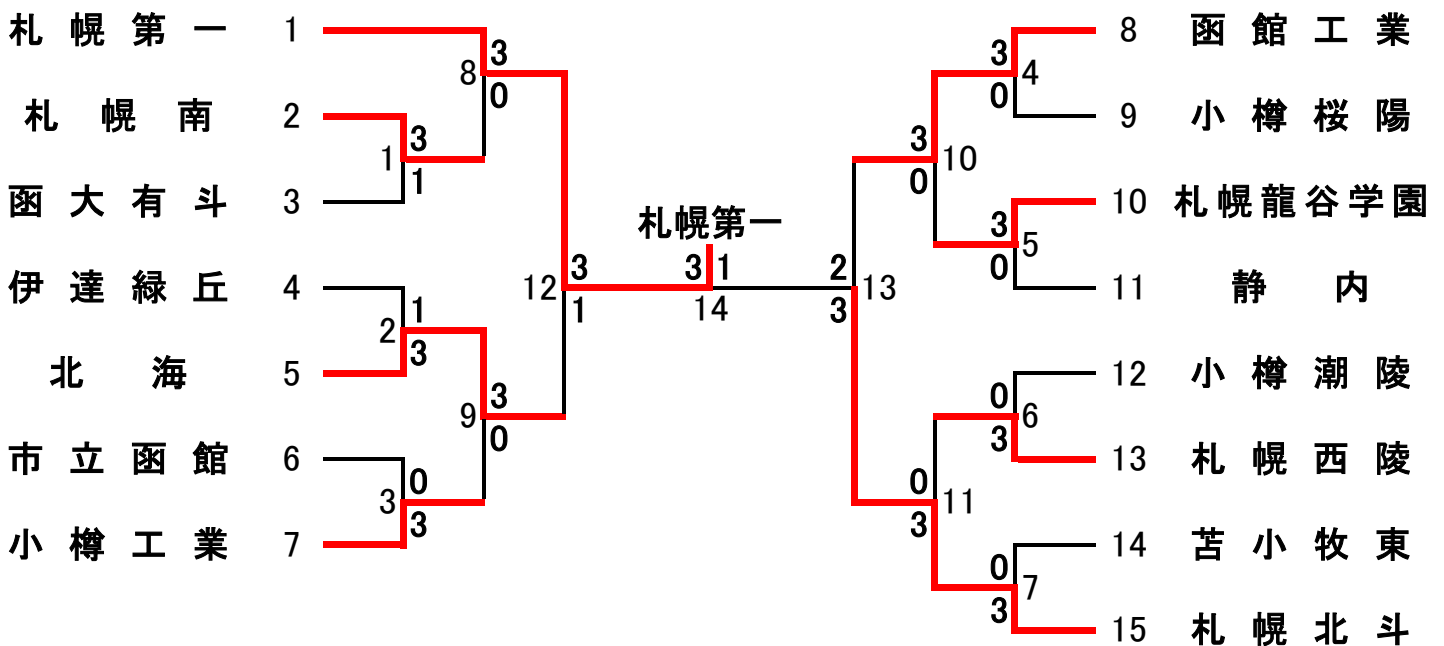 札幌第一 1
札幌南 2
函大有斗 3
伊達緑丘 4
北海 5
市立函館 6
小樽工業 7
8
3
0
1
3
1
2
1
3
9
3
0
3
0
3
12
3
1
札幌第一
3 1
14
2
13
3
3
10
0
3
4
0
3
5
0
0
6
3
0
11
3
0
7
3
8 函館工業
9 小樽桜陽
10 札幌龍谷学園
11 静内
12 小樽潮陵
13 札幌西陵
14 苫小牧東
15 札幌北斗